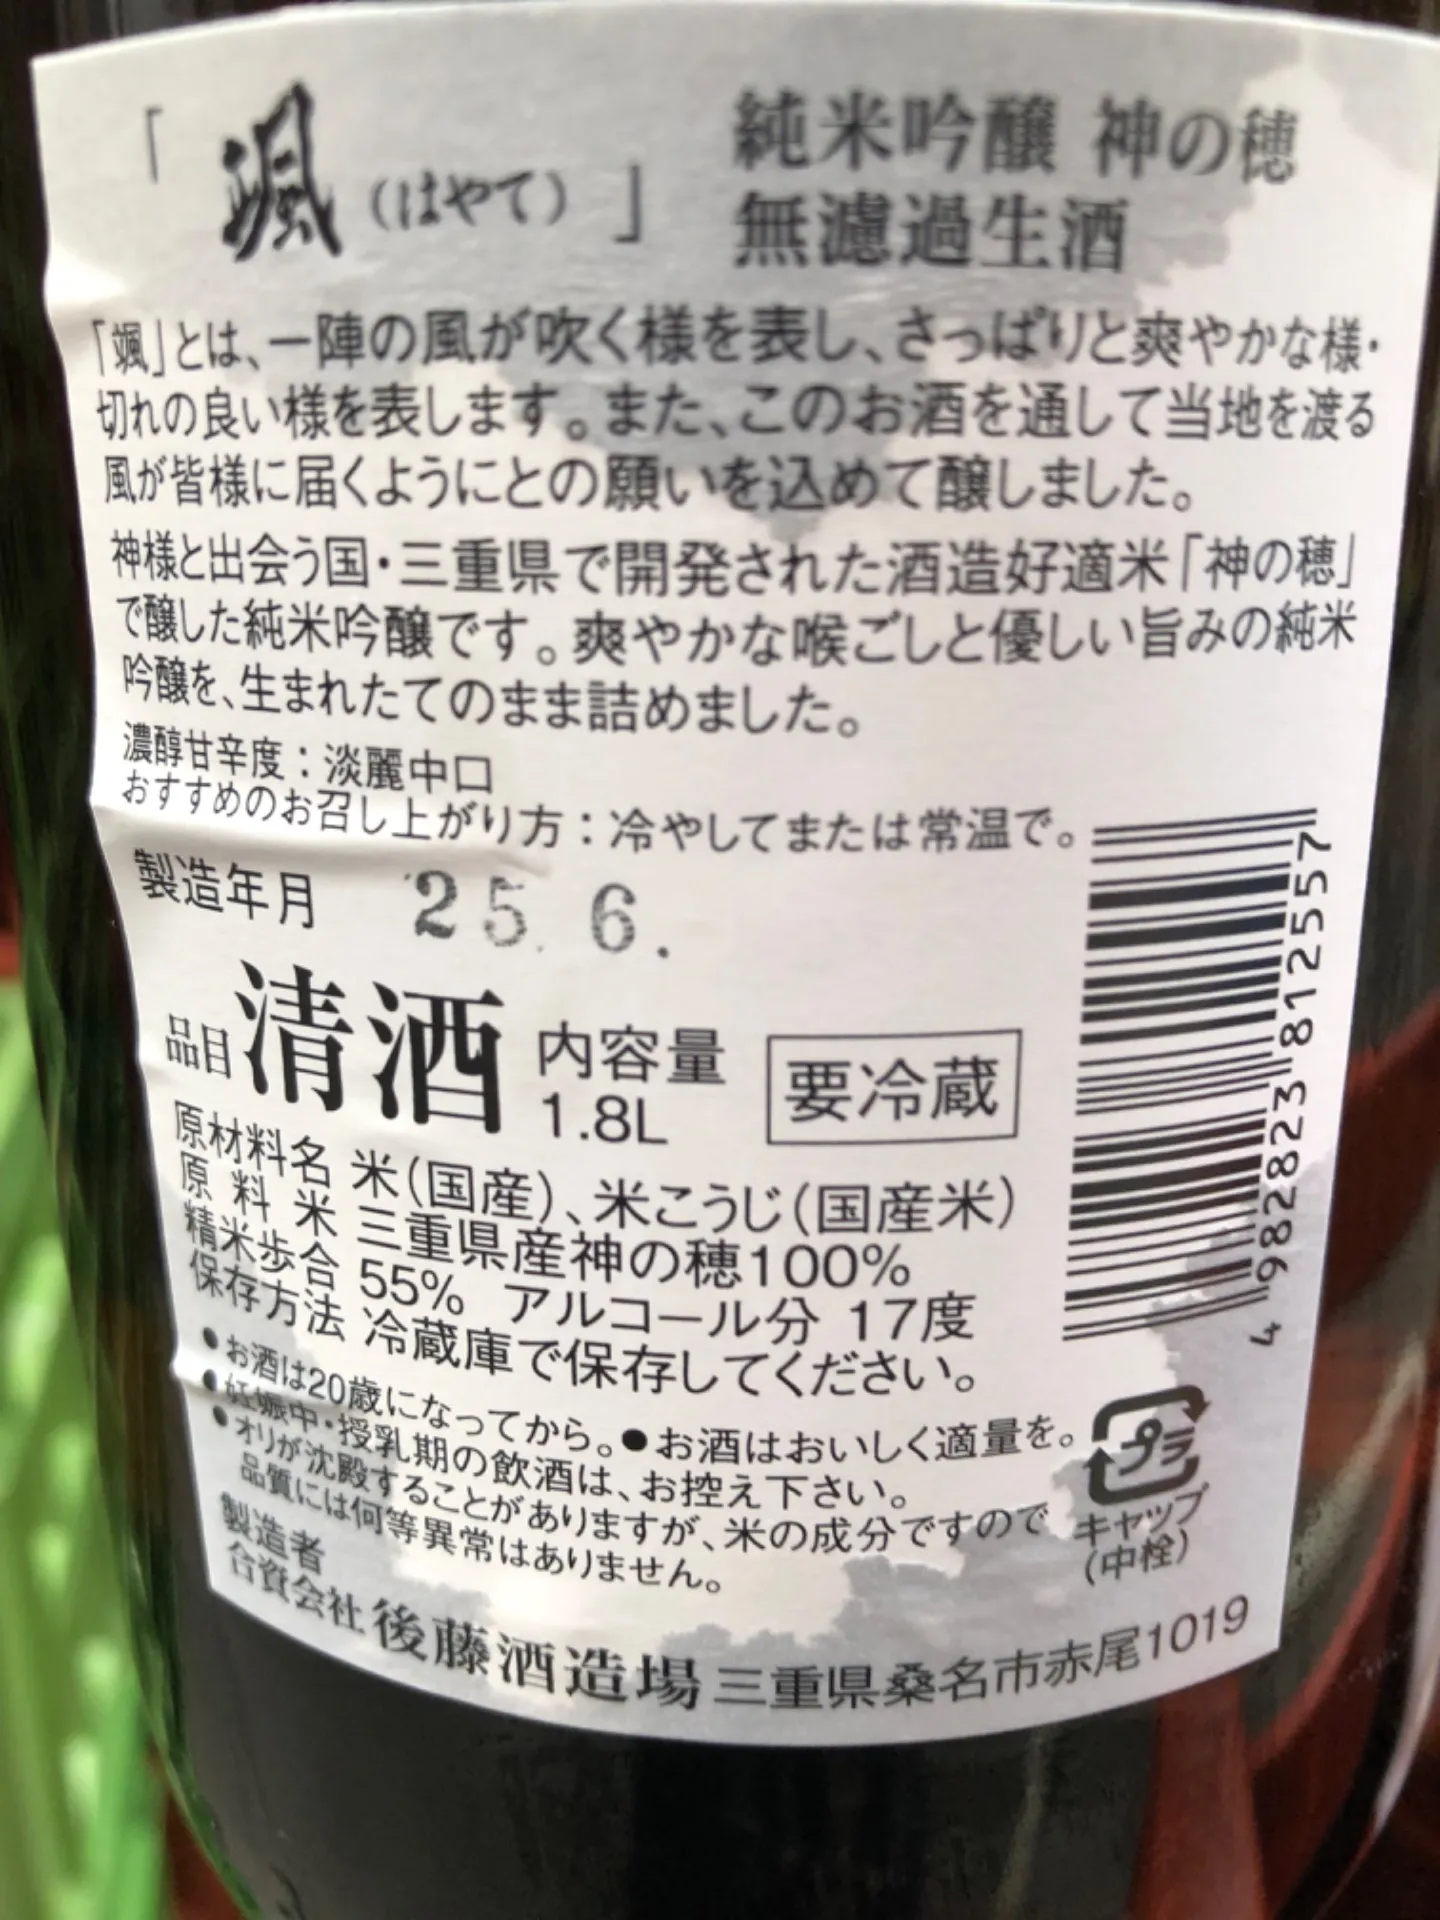 「颯(はやて)」
純米吟醸 神の穂
無濾過生酒
「颯」とは、一陣の風が吹く様を表し、さっぱりと爽やかな様・
切れの良い様を表します。また、このお酒を通して当地を渡る
風が皆様に届くようにとの願いを込めて醸しました。
神様と出会う国・三重県で開発された酒造好適米「神の穂」
で醸した純米吟醸です。爽やかな喉ごしと優しい旨みの純米
吟醸を、生まれたてのまま詰めました。
濃醇甘辛度:淡麗中口
おすすめのお召し上がり方:冷やしてまたは常温で。
製造年月 25. 6.
品目 清酒 内容量
1.8L
要冷蔵
原材料名 米(国産)、米こうじ(国産米)
原料米 三重県産神の穂100%
精米歩合 55% アルコール分 17度
保存方法 冷蔵庫で保存してください。
●お酒は20歳になってから。●お酒はおいしく適量を。
●妊娠中・授乳期の飲酒は、お控え下さい。
●オリが沈殿することがありますが、米の成分ですので
品質には何等異常はありません。
製造者
合資会社 後藤酒造場 三重県桑名市赤尾1019
4 982823 812557
プラ
キャップ
(中栓)